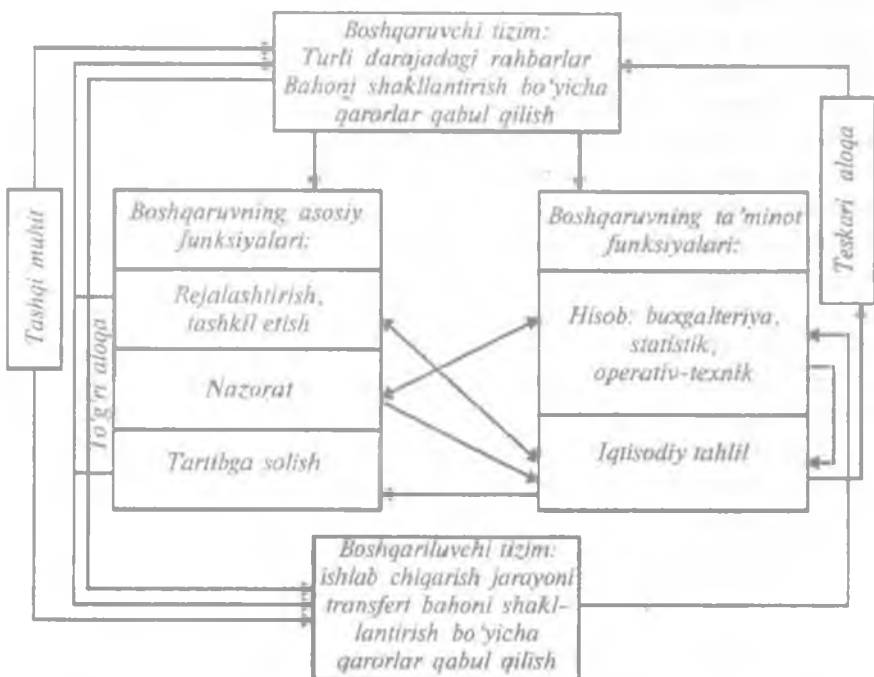 Boshqaruvchi tizim:
Turli darajadagi rahbarlar
Bahoni shakllantirish bo'yicha
qarorlar qabul qilish
Tashqi muhit
To'g'ri aloqa
Boshqaruvning asosiy
funksiyalari:
Rejalashtirish,
tashkil etish
Nazorat
Tartibga solish
Boshqaruvning ta'minot
funksiyalari:
Hisob: buxgalteriya,
statistik,
operativ-texnik
Iqtisodiy tahlil
Teskari aloqa
Boshqariluvchi tizim:
ishlab chiqarish jarayoni
transfert bahoni shakl-
lantirish bo'yicha
qarorlar qabul qilish